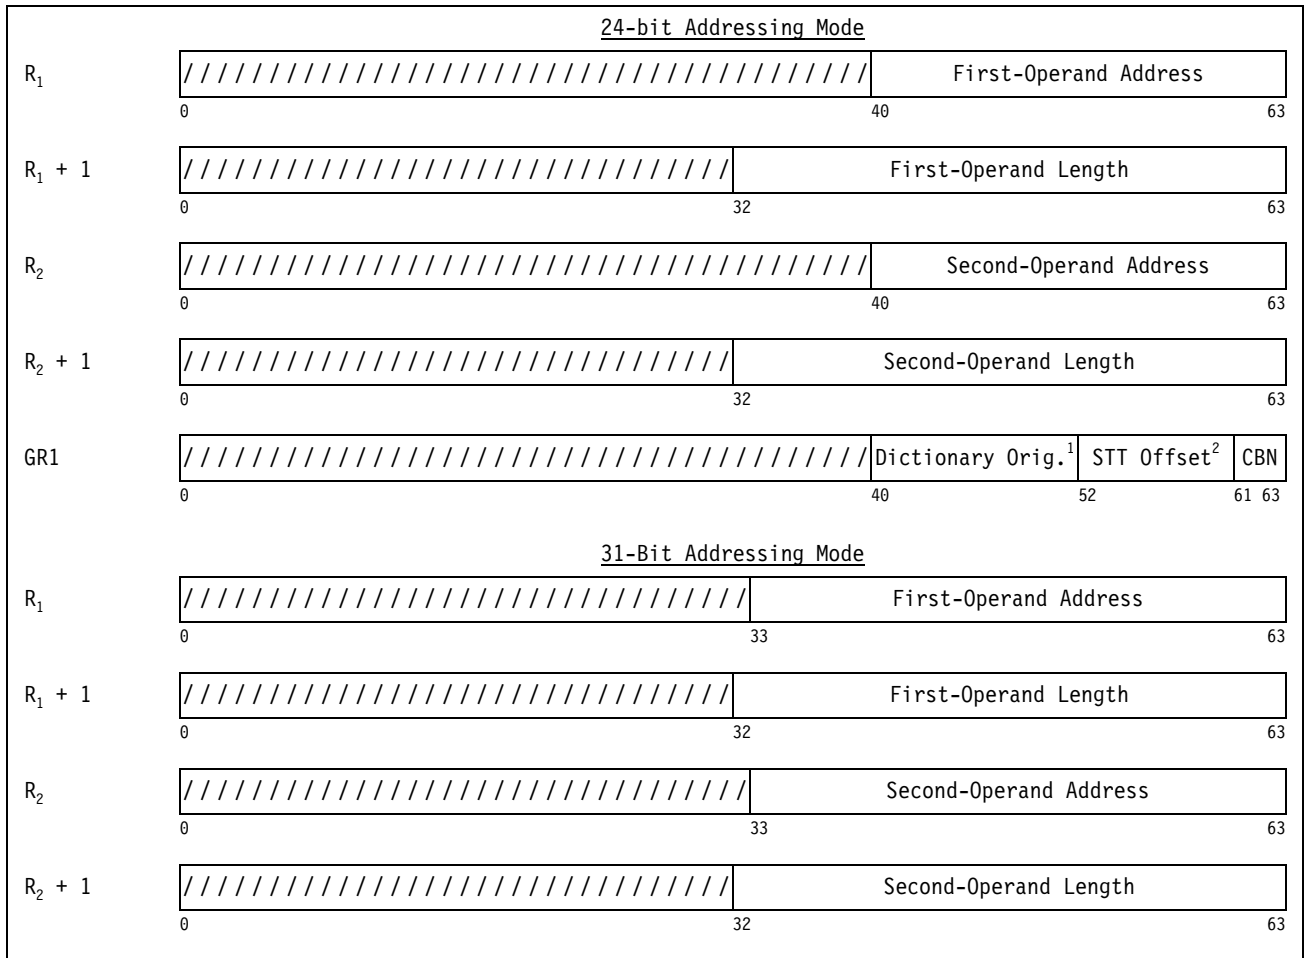 24-bit Addressing Mode
R₁ //////////////////////////////////////// First-Operand Address
0 40 63
R₁ + 1 //////////////////////////////// First-Operand Length
0 32 63
R₂ //////////////////////////////////////// Second-Operand Address
0 40 63
R₂ + 1 //////////////////////////////// Second-Operand Length
0 32 63
GR1 //////////////////////////////////////// Dictionary Orig.¹ STT Offset² CBN
0 40 52 61 63
31-Bit Addressing Mode
R₁ ///////////////////////////////// First-Operand Address
0 33 63
R₁ + 1 //////////////////////////////// First-Operand Length
0 32 63
R₂ ///////////////////////////////// Second-Operand Address
0 33 63
R₂ + 1 //////////////////////////////// Second-Operand Length
0 32 63